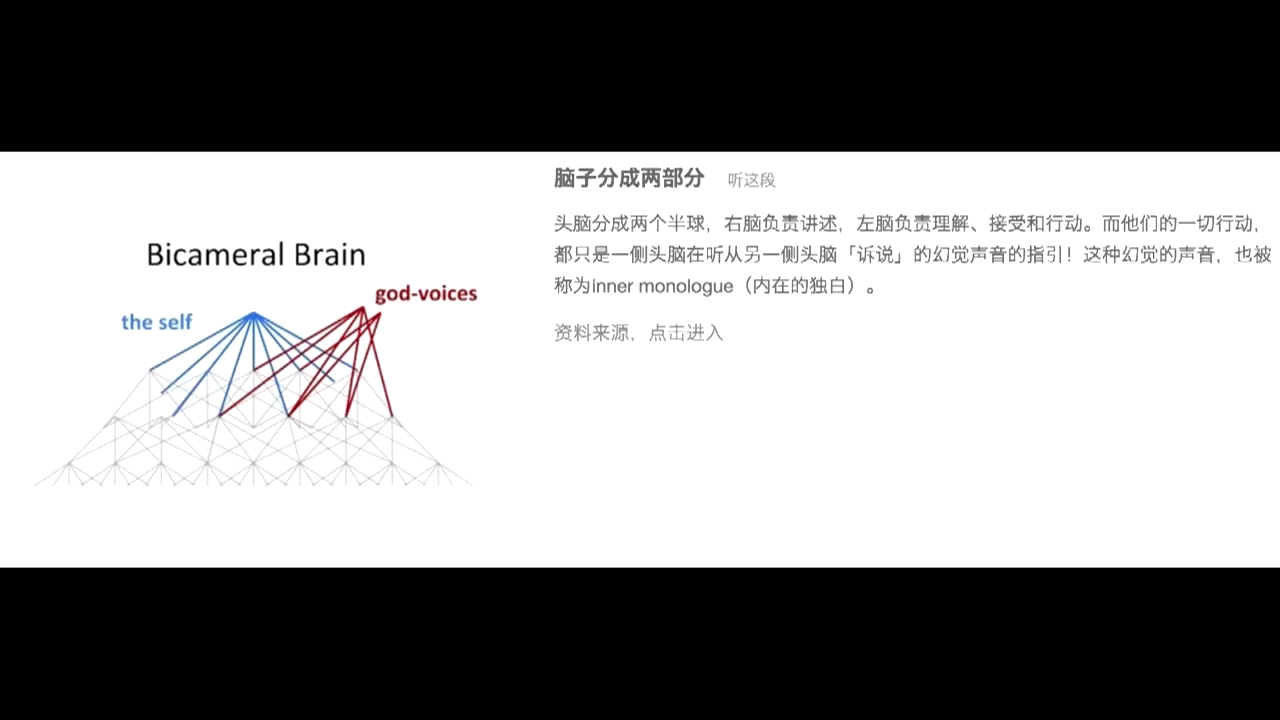 Bicameral Brain
god-voices
the self
脑子分成两部分 听这段
头脑分成两个半球，右脑负责讲述，左脑负责理解、接受和行动。而他们的一切行动，
都只是一侧头脑在听从另一侧头脑「诉说」的幻觉声音的指引！这种幻觉的声音，也被
称为inner monologue（内在的独白）。
资料来源，点击进入